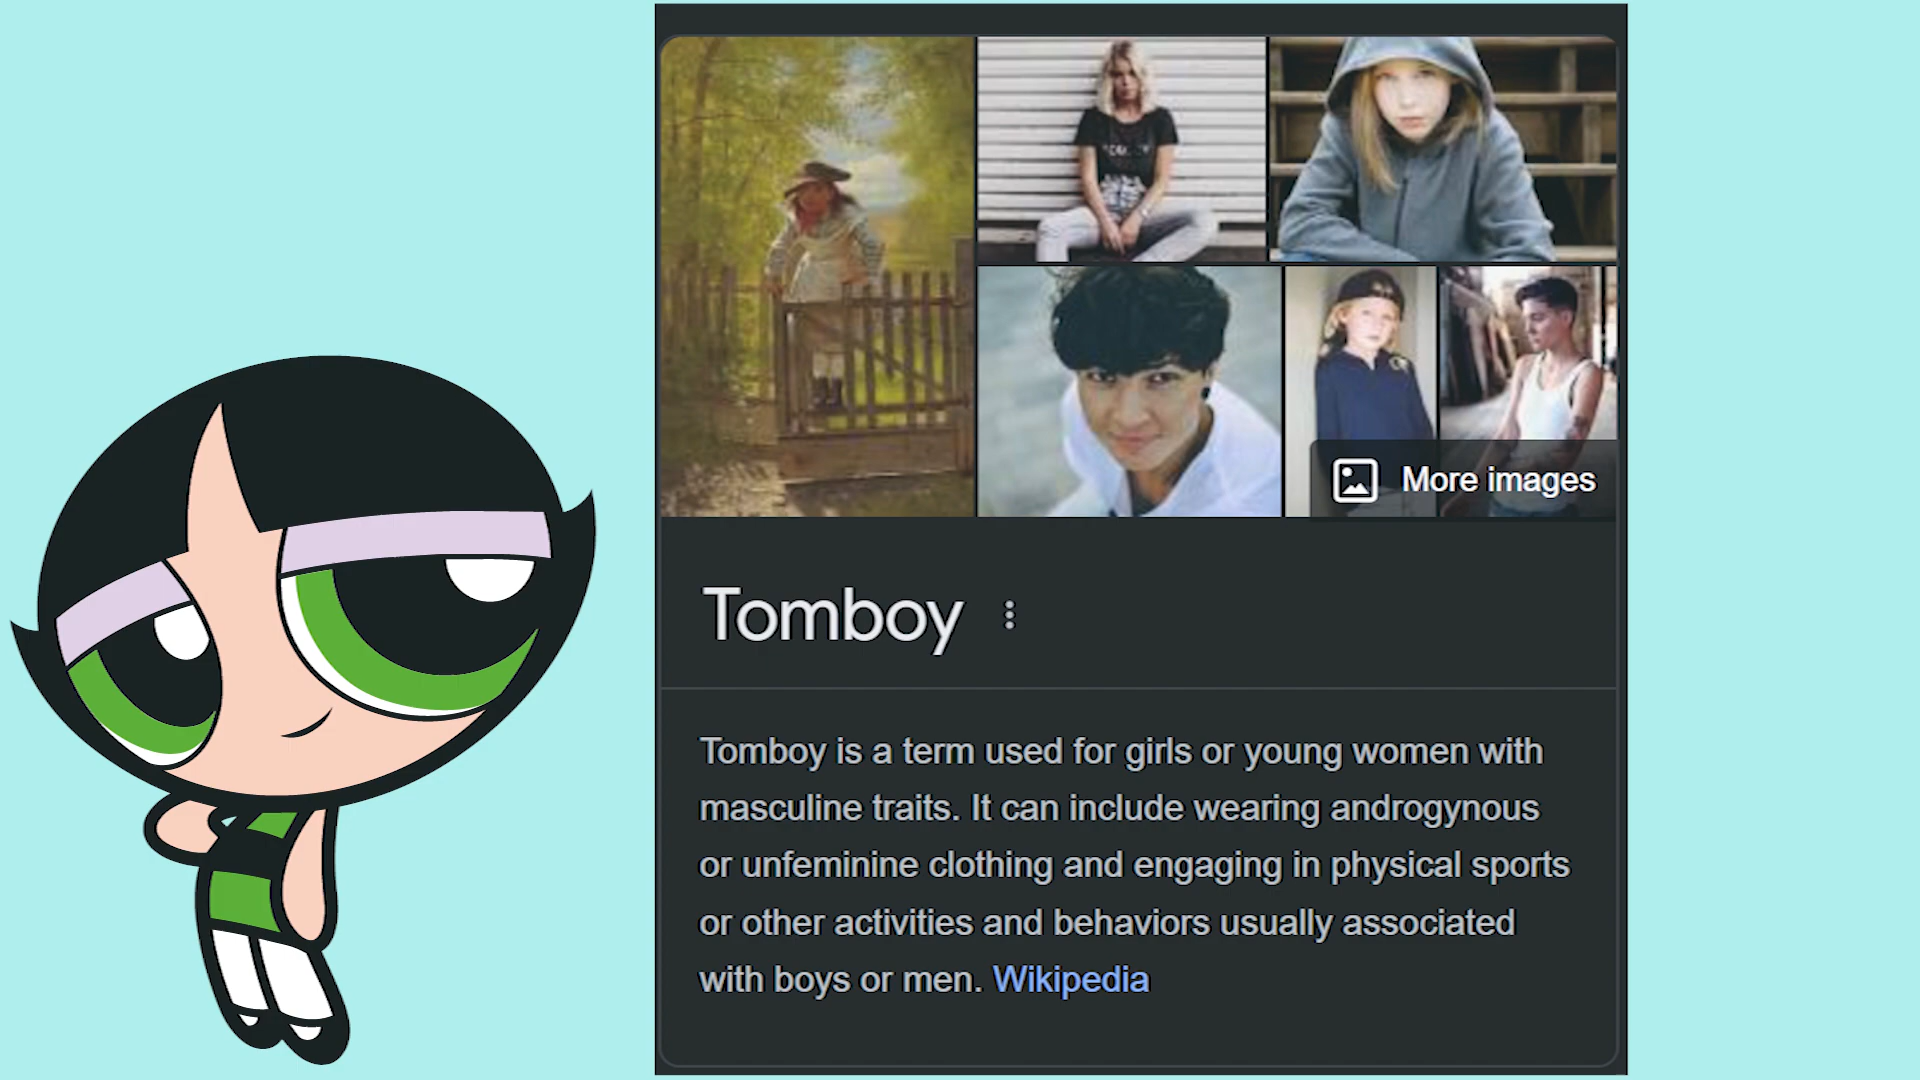 More images
Tomboy
Tomboy is a term used for girls or young women with
masculine traits. It can include wearing androgynous
or unfeminine clothing and engaging in physical sports
or other activities and behaviors usually associated
with boys or men. Wikipedia